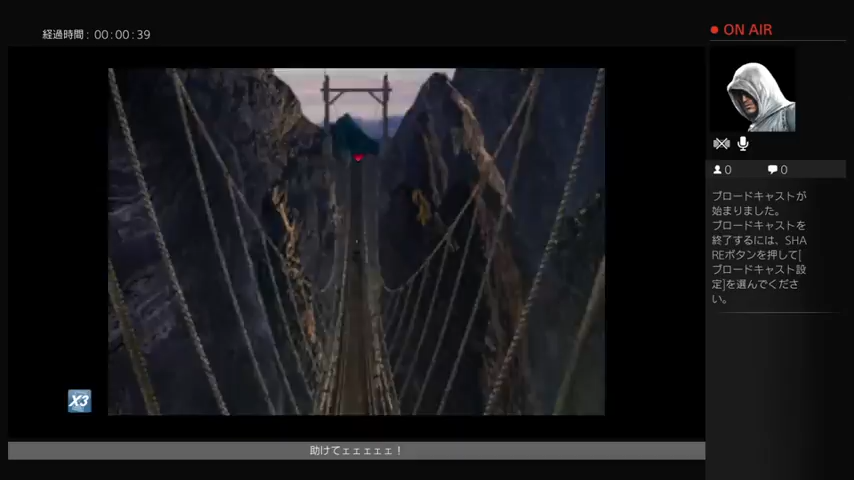 経過時間 : 00:00:39
ON AIR
0
0
ブロードキャストが
始まりました。
ブロードキャストを
終了するには、SHA
REボタンを押して[
ブロードキャスト設
定]を選んでくださ
い。
X3
助けてェェェェェ！